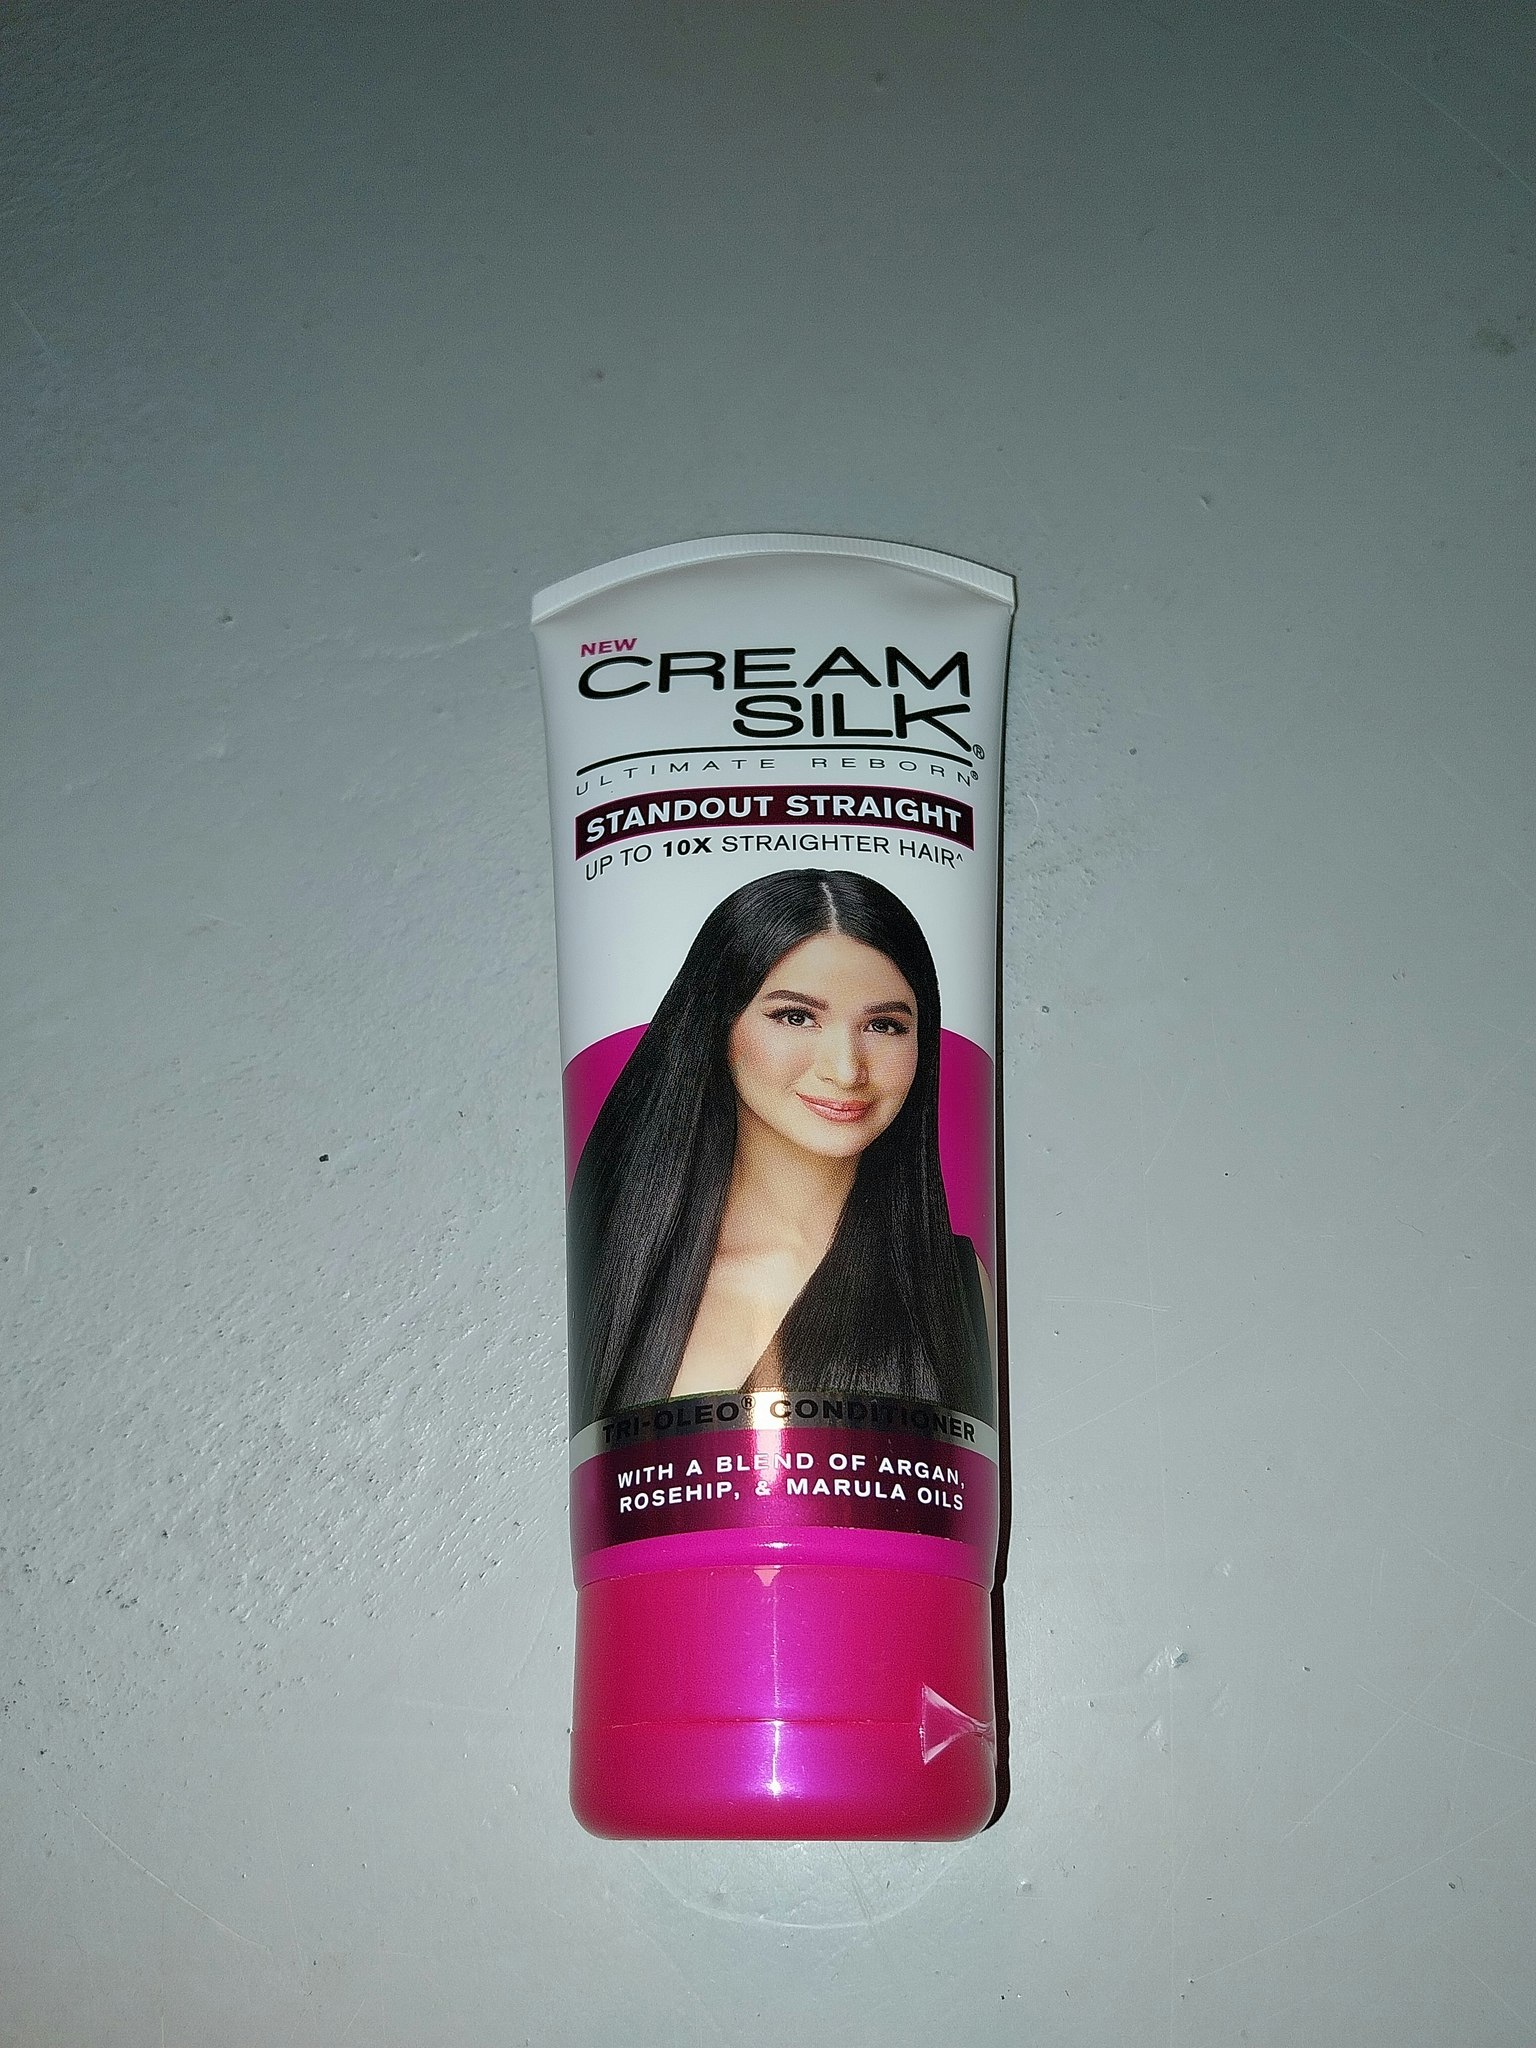 NEW
CREAM
SILK®
ULTIMATE REBORN®
STANDOUT STRAIGHT
UP TO 10X STRAIGHTER HAIR^
TRI-OLEO® CONDITIONER
WITH A BLEND OF ARGAN,
ROSEHIP, & MARULA OILS